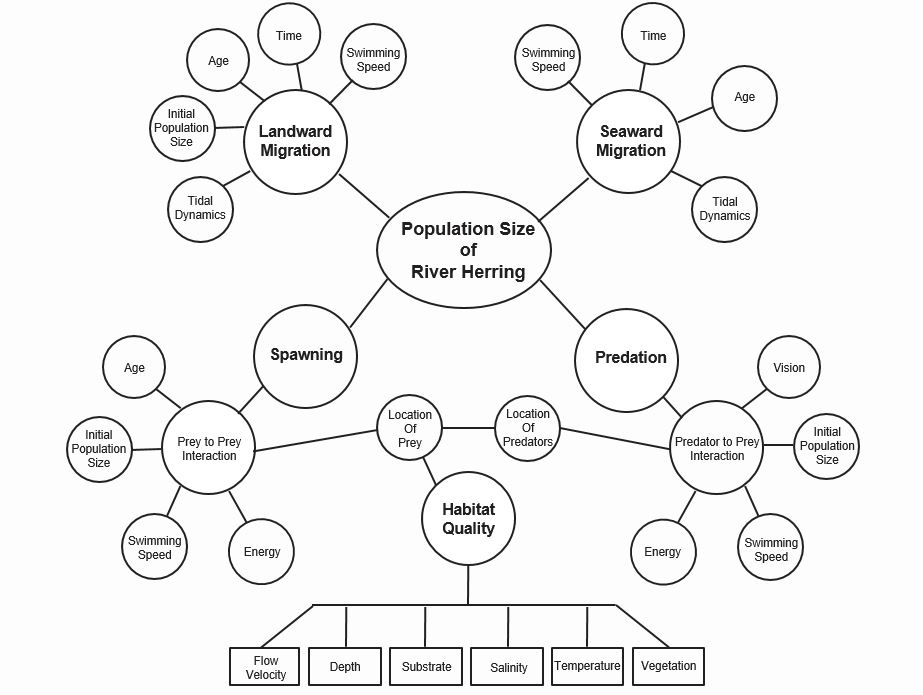 Time
Swimming
Speed
Age
Initial
Population
Size
Tidal
Dynamics
Landward
Migration
Swimming
Speed
Time
Age
Tidal
Dynamics
Seaward
Migration
Population Size
of
River Herring
Spawning
Predation
Age
Initial
Population
Size
Prey to Prey
Interaction
Swimming
Speed
Energy
Location
Of
Prey
Location
Of
Predators
Habitat
Quality
Vision
Predator to Prey
Interaction
Initial
Population
Size
Energy
Swimming
Speed
Flow
Velocity
Depth
Substrate
Salinity
Temperature
Vegetation